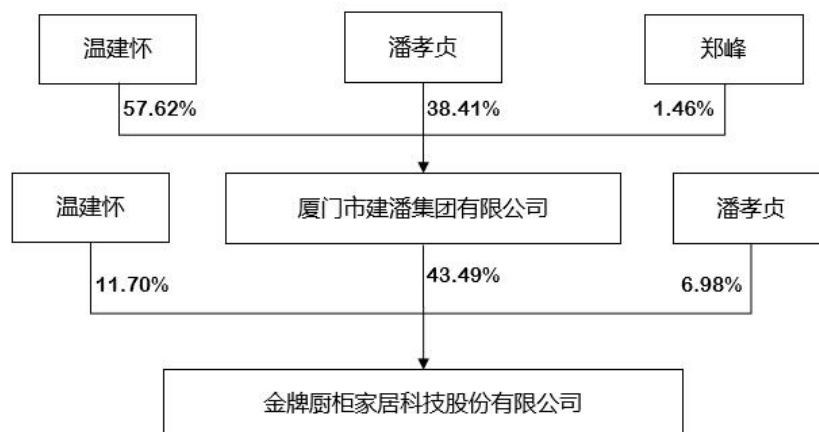 温建怀
潘孝贞
郑峰
57.62%
38.41%
1.46%
温建怀
厦门市建潘集团有限公司
潘孝贞
11.70%
43.49%
6.98%
金牌厨柜家居科技股份有限公司